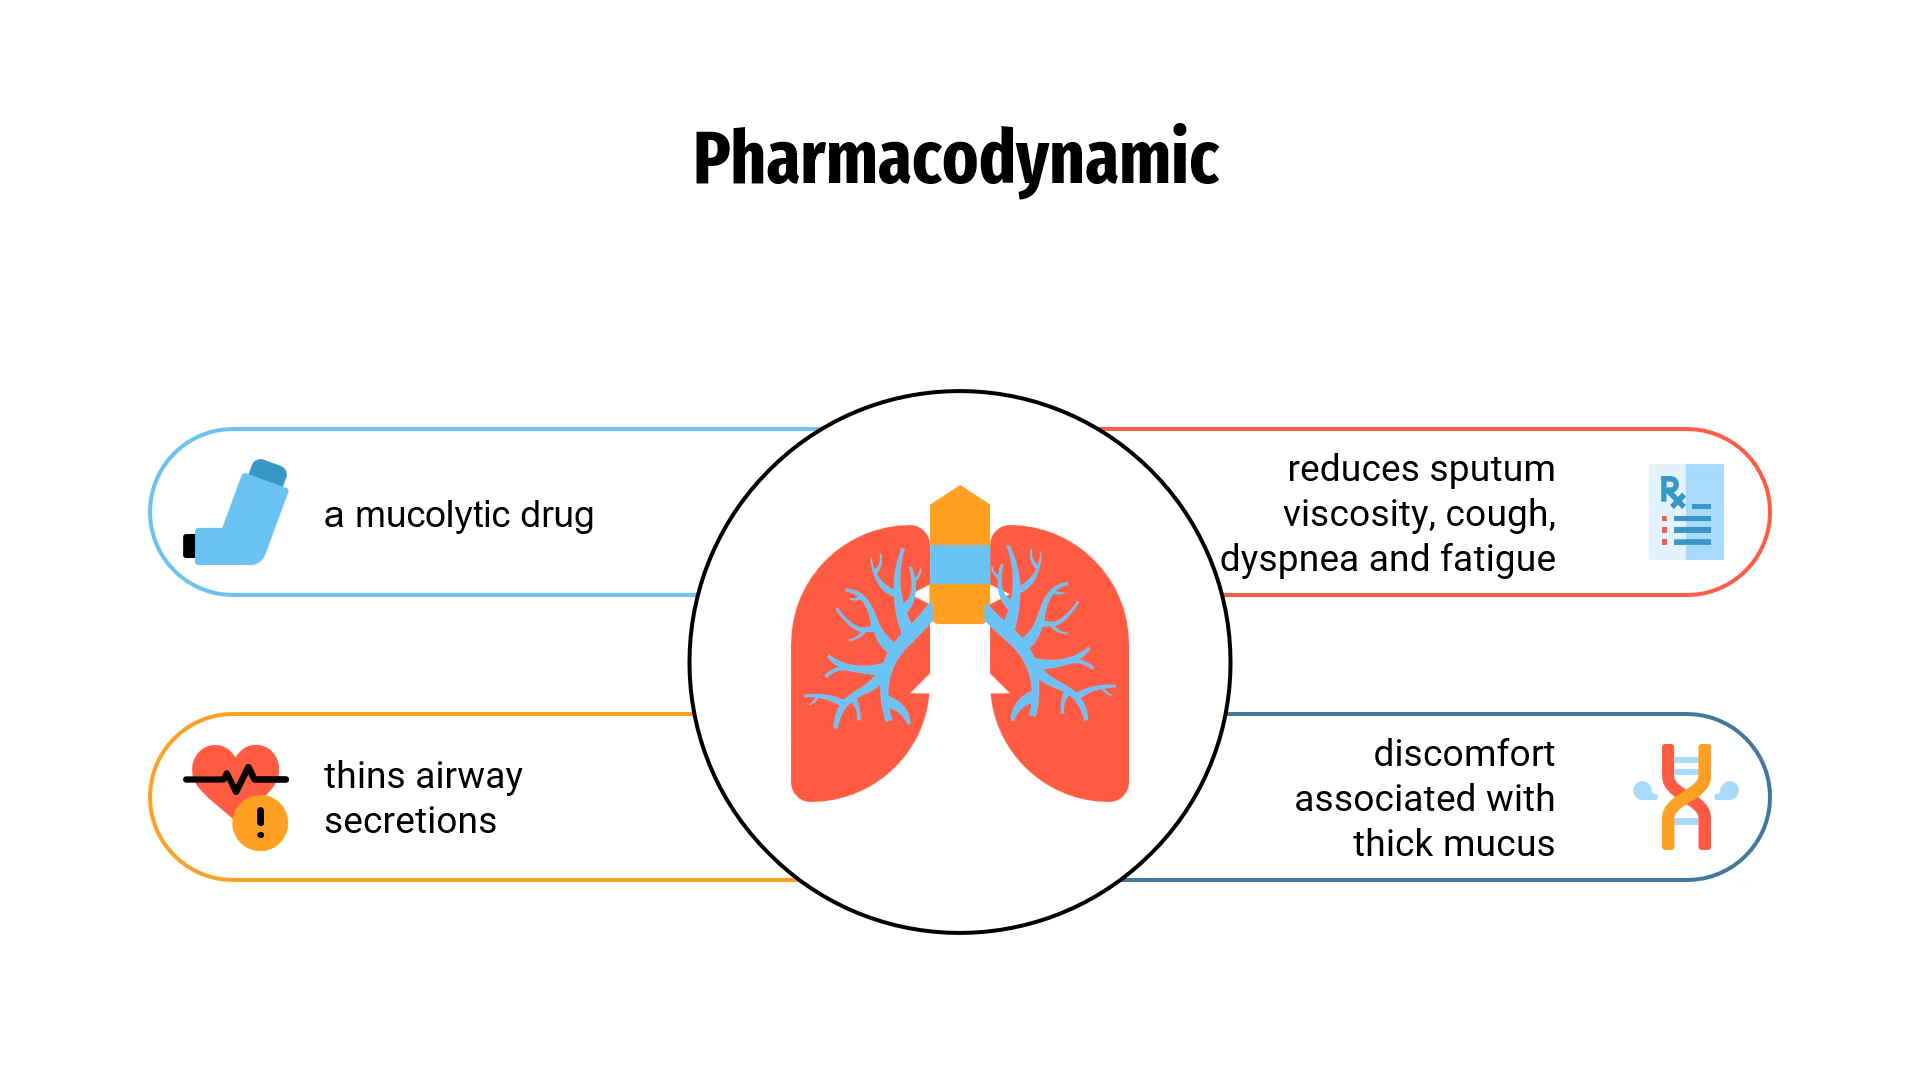 Pharmacodynamic
a mucolytic drug
reduces sputum
viscosity, cough,
dyspnea and fatigue
thins airway
secretions
discomfort
associated with
thick mucus